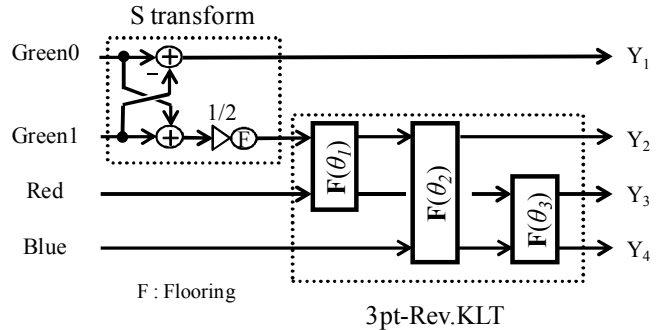 S transform
Green0
Y1
−
1/2
Green1
F
F(θ1)
F(θ2)
Y2
Red
F(θ3)
Y3
Blue
Y4
F : Flooring
3pt-Rev.KLT